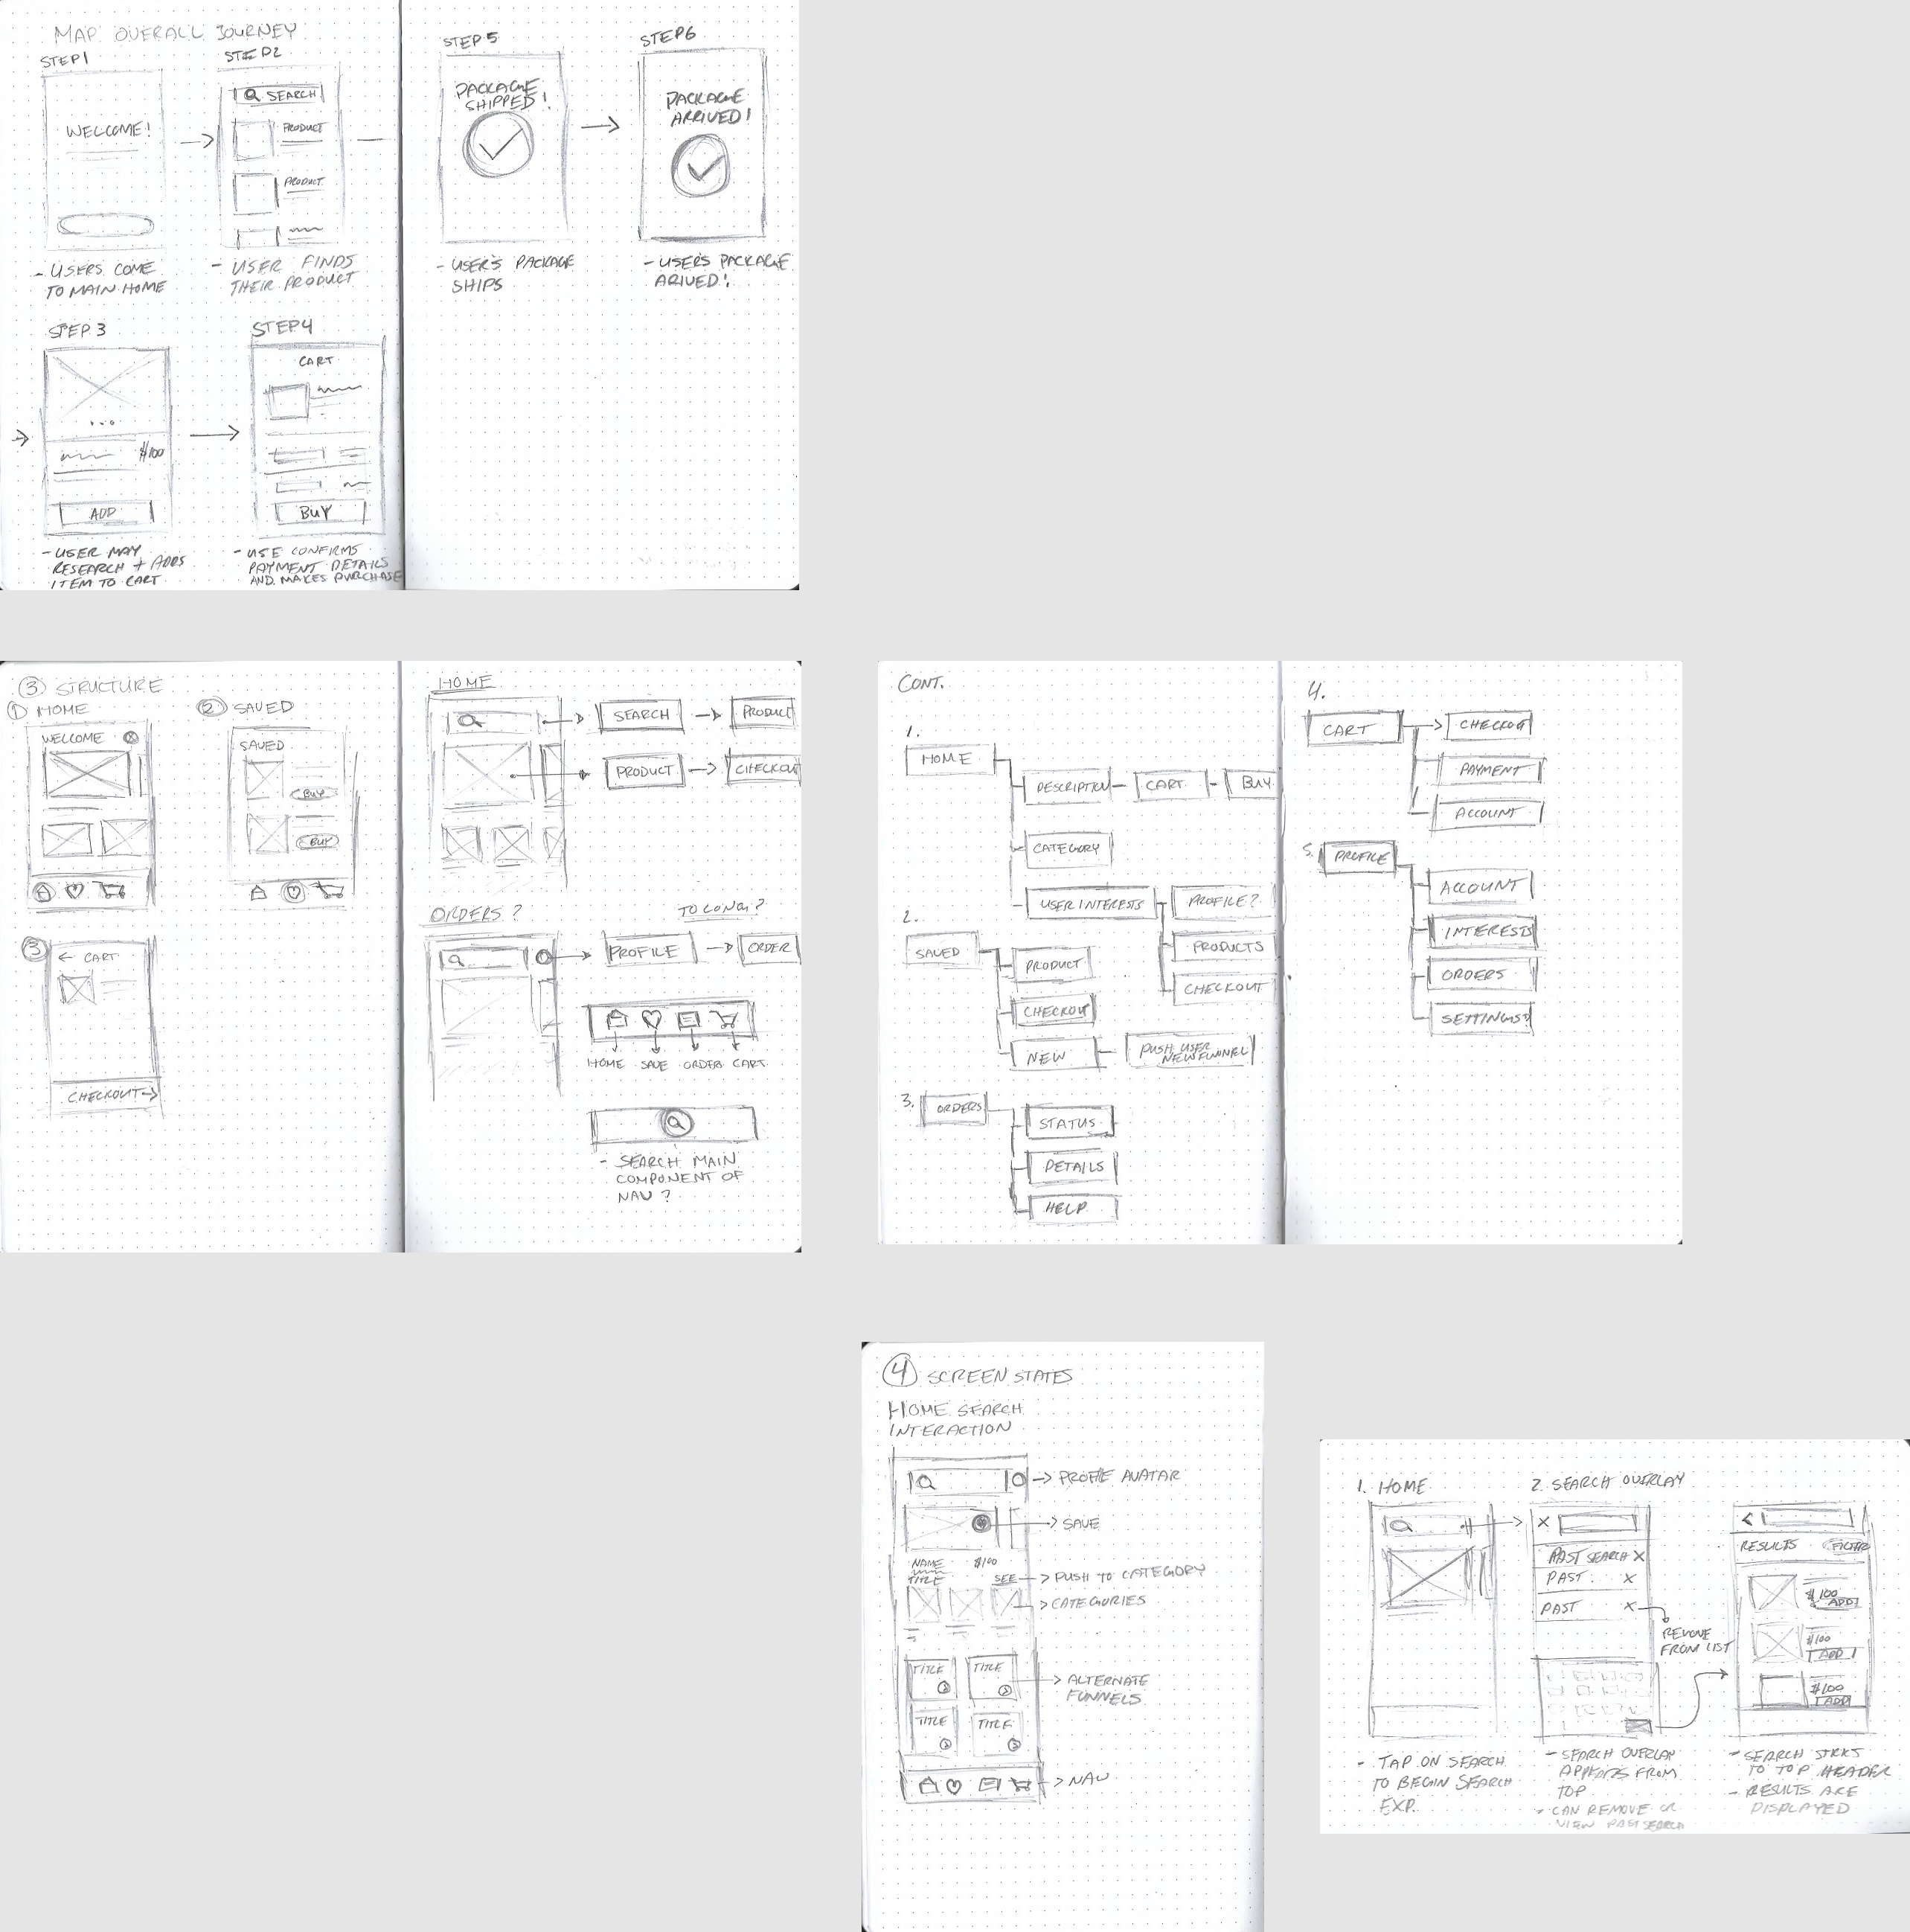 MAP OVERALL JOURNEY
STEP 1
WELCOME!
- USERS COME
TO MAIN HOME
STEP 2
SEARCH
PRODUCT
PRODUCT
- USER FINDS
THEIR PRODUCT
STEP 3
$100
ADD
- USER MAY
RESEARCH + ADDS
ITEM TO CART
STEP 4
CART
BUY
- USE CONFIRMS
PAYMENT DETAILS
AND MAKES PURCHASE
STEP 5
PACKAGE
SHIPPED!
- USER'S PACKAGE
SHIPS
STEP 6
PACKAGE
ARRIVED!
- USER'S PACKAGE
ARIVED!
③ STRUCTURE
① HOME
WELCOME
② SAVED
SAVED
BUY
BUY
③
← CART
CHECKOUT→
HOME
SEARCH
PRODUCT
PRODUCT
CHECKOUT
ORDERS?
TO LONG?
PROFILE
ORDER
HOME SAVE ORDER CART
- SEARCH MAIN
COMPONENT OF
NAV?
CONT.
1.
HOME
DESCRIPTION
CART
BUY
CATEGORY
USER INTERESTS
PROFILE?
PRODUCTS
CHECKOUT
2.
SAVED
PRODUCT
CHECKOUT
NEW
PUSH USER
NEW FUNNEL
3.
ORDERS
STATUS
DETAILS
HELP
4.
CART
CHECKOUT
PAYMENT
ACCOUNT
5.
PROFILE
ACCOUNT
INTERESTS
ORDERS
SETTINGS?
④ SCREEN STATES
HOME SEARCH
INTERACTION
PROFILE AVATAR
SAVE
NAME $100
TITLE SEE
PUSH TO CATEGORY
CATEGORIES
TITLE TITLE
ALTERNATE
FUNNELS
TITLE TITLE
NAV
1. HOME
- TAP ON SEARCH
TO BEGIN SEARCH
EXP.
2. SEARCH OVERLAY
X
PAST SEARCH X
PAST X
PAST X
REMOVE
FROM LIST
- SEARCH OVERLAY
APPEARS FROM
TOP
- CAN REMOVE OR
VIEW PAST SEARCH
<
RESULTS FILTER
$100
ADD
$100
ADD
$100
ADD
- SEARCH
TO TOP HEADER
- RESULTS ARE
DISPLAYED